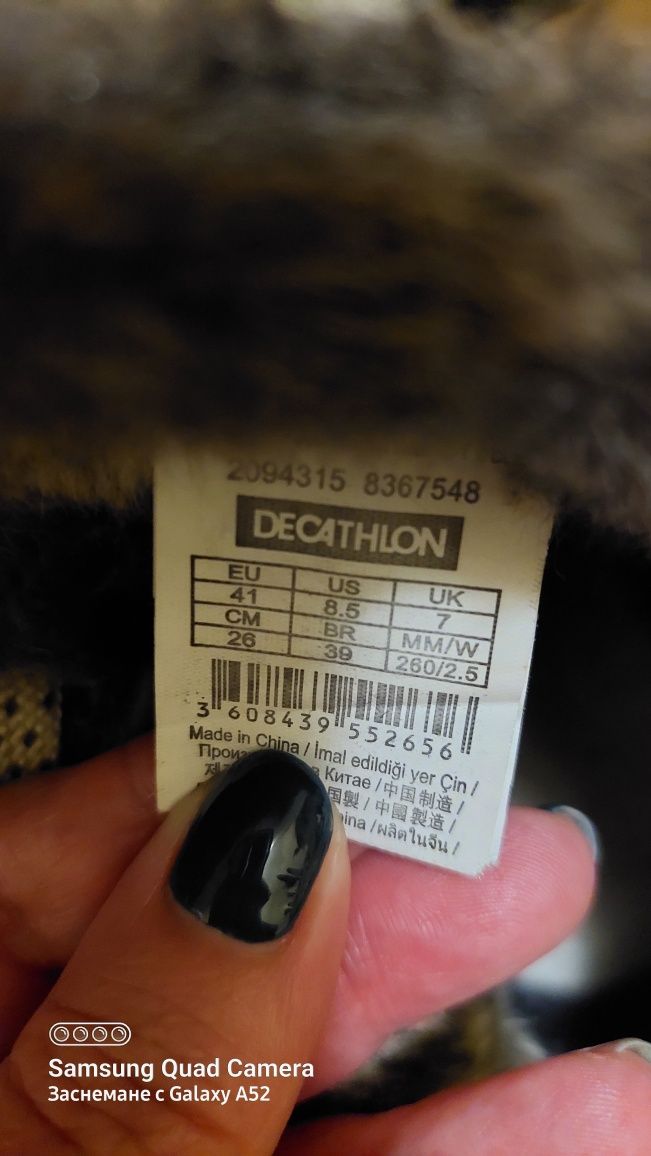 2094315 8367548
DECATHLON
EU US UK
41 8.5 7
CM BR MM/W
26 39 260/2.5
3 608439 552656
Made in China / İmal edildiği yer Çin /
Китае / 中国制造 /
国製 / 中國製造 /
/ ผลิตในจีน /
Samsung Quad Camera
Заснемане с Galaxy A52